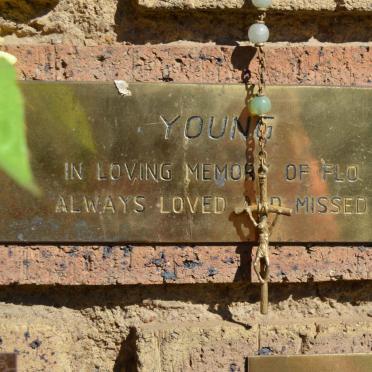 YOUNG
IN LOVING MEMORY OF FLO
ALWAYS LOVED AND MISSED